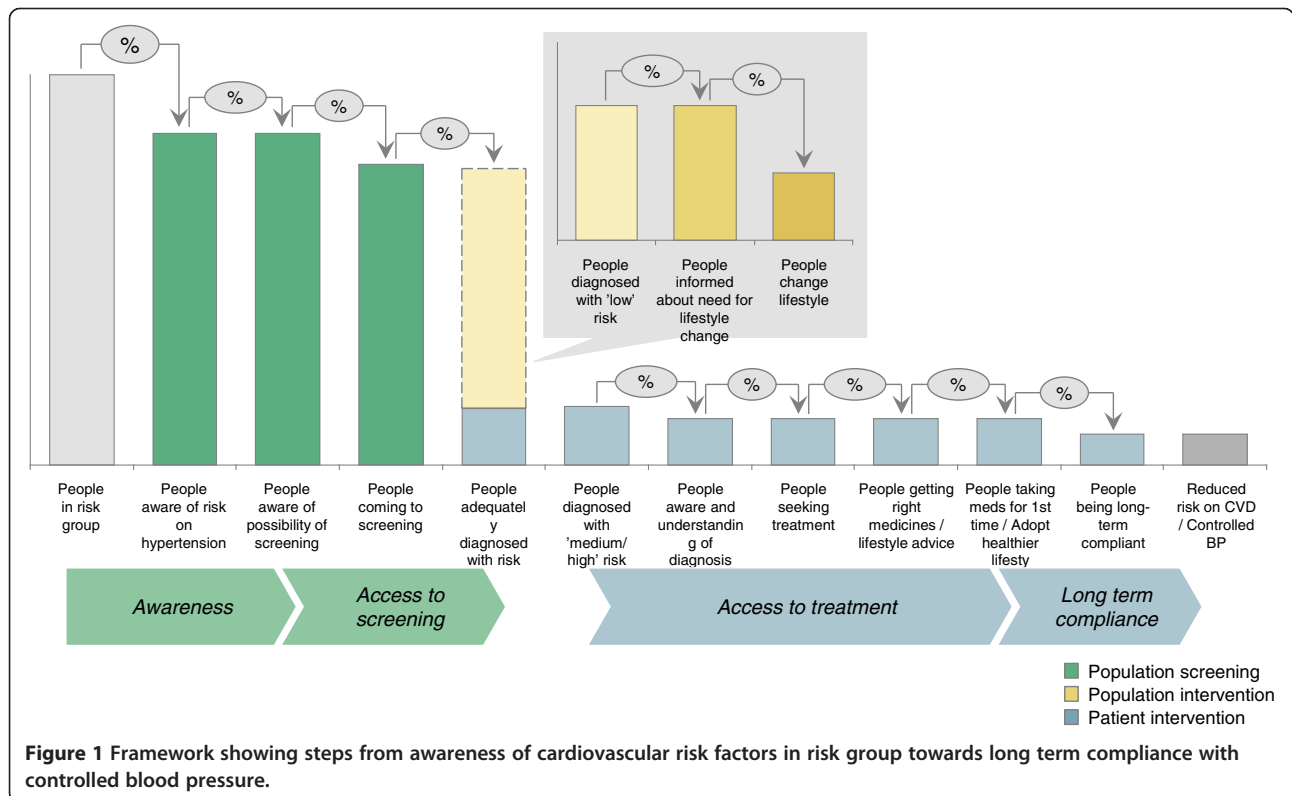 %
%
%
%
%
%
People
diagnosed
with 'low'
risk
People
informed
about need for
lifestyle
change
People
change
lifestyle
%
%
%
%
%
People
in risk
group
People
aware of risk
on
hypertension
People
aware of
possibility of
screening
People
coming to
screening
People
adequatel
y
diagnosed
with risk
People
diagnosed
with
'medium/
high' risk
People
aware and
understandin
g of
diagnosis
People
seeking
treatment
People getting
right
medicines /
lifestyle advice
People taking
meds for 1st
time / Adopt
healthier
lifesty
People
being long-
term
compliant
Reduced
risk on CVD
/ Controlled
BP
Awareness
Access to
screening
Access to treatment
Long term
compliance
Population screening
Population intervention
Patient intervention
Figure 1 Framework showing steps from awareness of cardiovascular risk factors in risk group towards long term compliance with
controlled blood pressure.